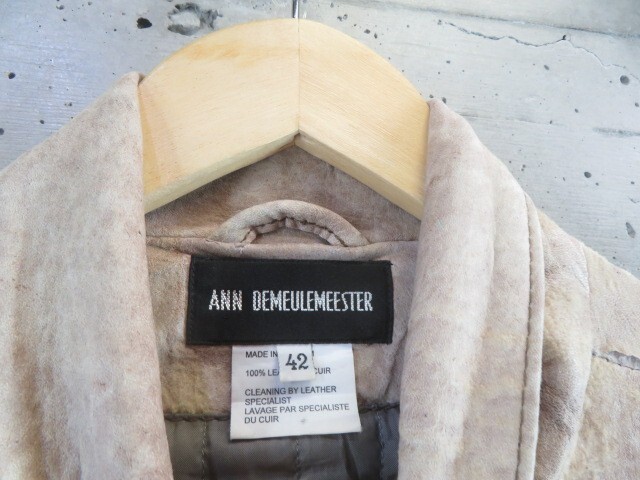 ANN DEMEULEMEESTER
MADE IN
42
100% CUIR
CLEANING BY LEATHER
SPECIALIST
LAVAGE PAR SPECIALISTE
DU CUIR